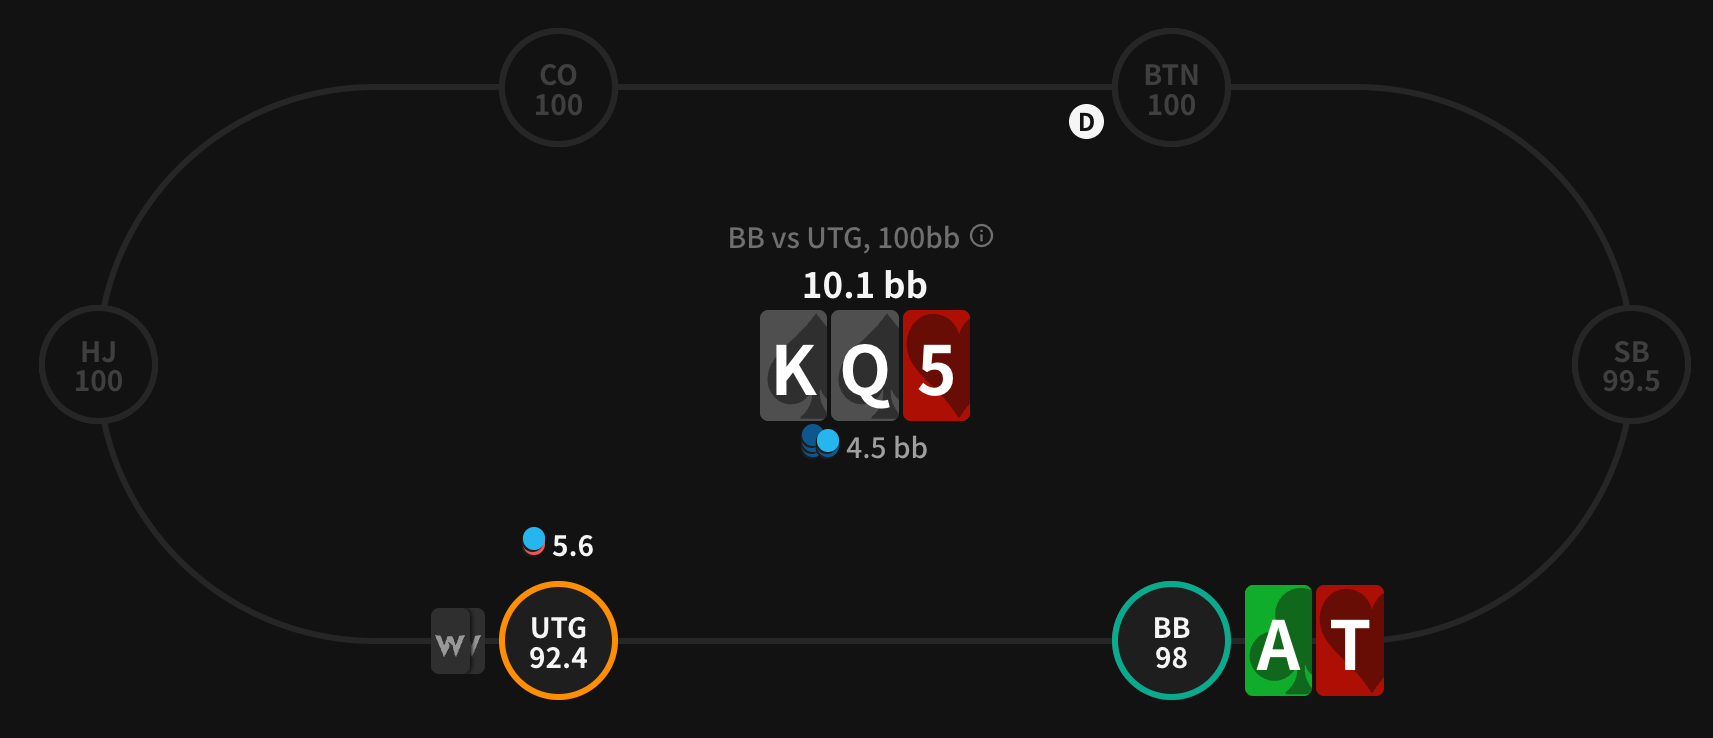 CO
100
BTN
100
D
BB vs UTG, 100bb
10.1 bb
HJ
100
K Q 5
SB
99.5
4.5 bb
5.6
UTG
92.4
BB
98
A T